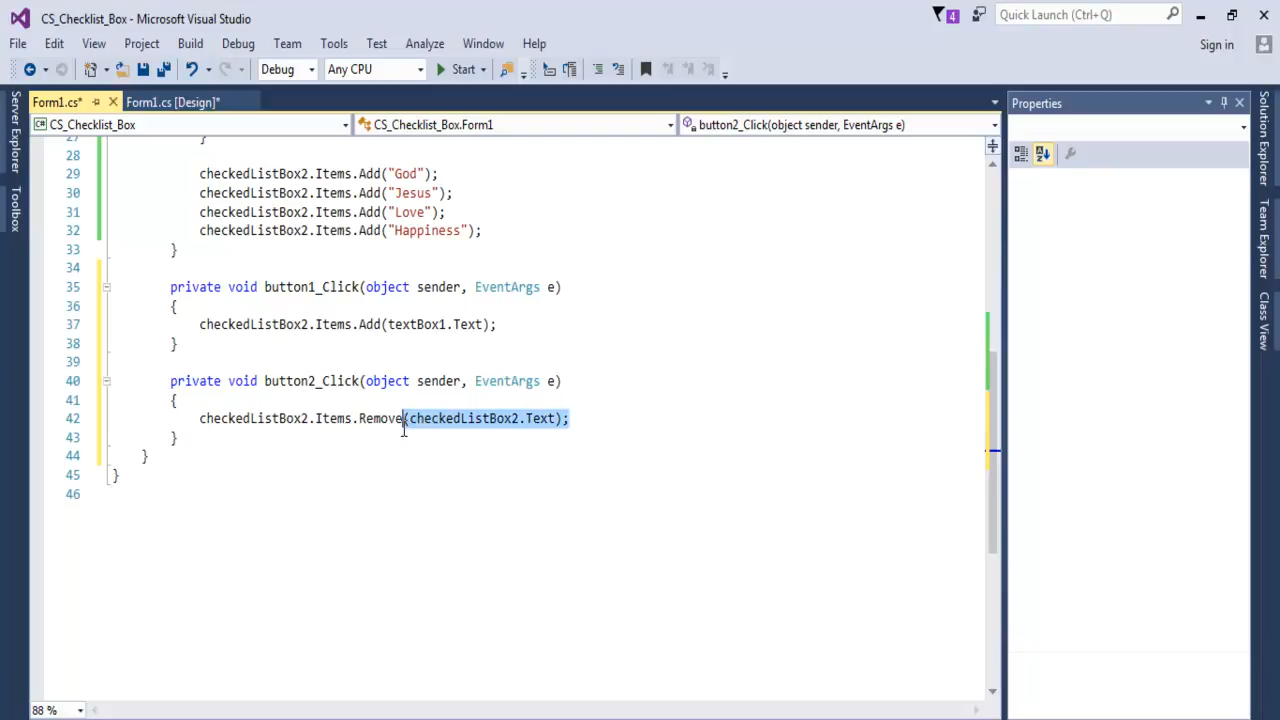 CS_Checklist_Box - Microsoft Visual Studio
4
Quick Launch (Ctrl+Q)
File Edit View Project Build Debug Team Tools Test Analyze Window Help
Sign in
Debug Any CPU Start
Form1.cs* Form1.cs [Design]*
Properties
CS_Checklist_Box CS_Checklist_Box.Form1 button2_Click(object sender, EventArgs e)
Server Explorer
Toolbox
27 }
28
29 checkedListBox2.Items.Add("God");
30 checkedListBox2.Items.Add("Jesus");
31 checkedListBox2.Items.Add("Love");
32 checkedListBox2.Items.Add("Happiness");
33 }
34
35 private void button1_Click(object sender, EventArgs e)
36 {
37 checkedListBox2.Items.Add(textBox1.Text);
38 }
39
40 private void button2_Click(object sender, EventArgs e)
41 {
42 checkedListBox2.Items.Remove(checkedListBox2.Text);
43 }
44 }
45 }
46
Solution Explorer
Team Explorer
Class View
88 %